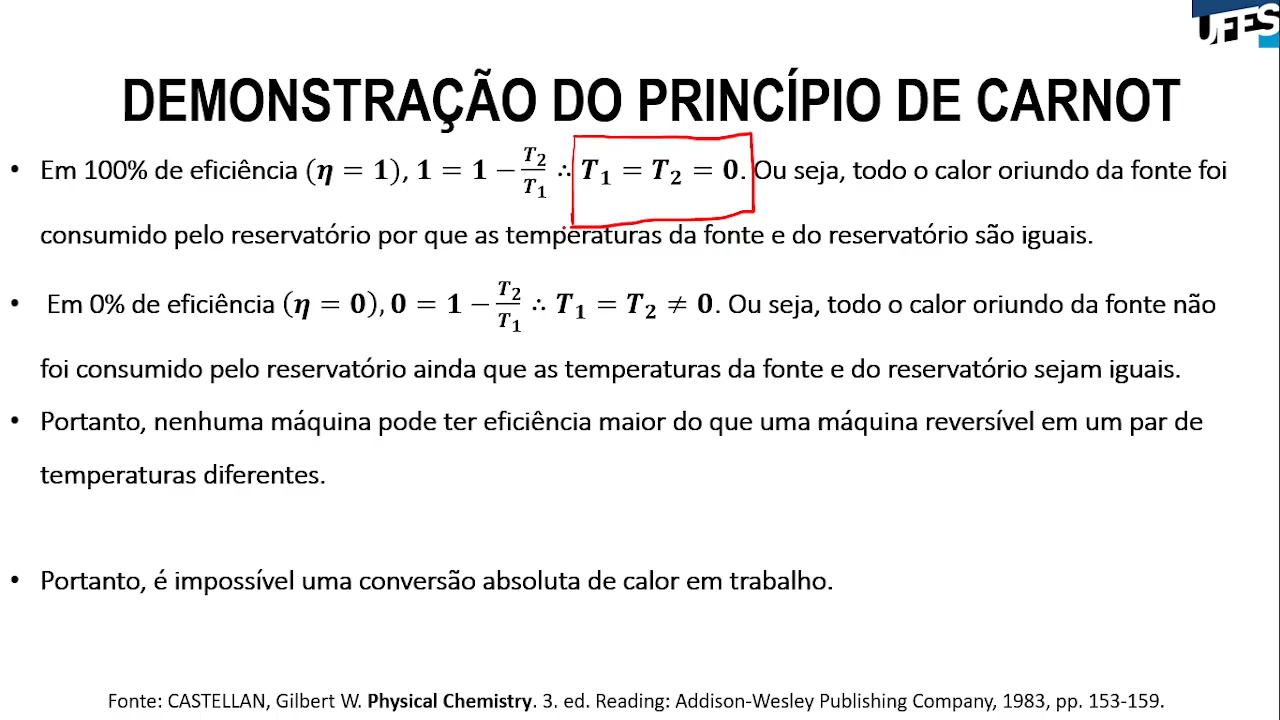 UFES
DEMONSTRAÇÃO DO PRINCÍPIO DE CARNOT
• Em 100% de eficiência (η = 1), 1 = 1 − T₂/T₁ ∴ T₁ = T₂ = 0. Ou seja, todo o calor oriundo da fonte foi
consumido pelo reservatório por que as temperaturas da fonte e do reservatório são iguais.
• Em 0% de eficiência (η = 0), 0 = 1 − T₂/T₁ ∴ T₁ = T₂ ≠ 0. Ou seja, todo o calor oriundo da fonte não
foi consumido pelo reservatório ainda que as temperaturas da fonte e do reservatório sejam iguais.
• Portanto, nenhuma máquina pode ter eficiência maior do que uma máquina reversível em um par de
temperaturas diferentes.
• Portanto, é impossível uma conversão absoluta de calor em trabalho.
Fonte: CASTELLAN, Gilbert W. Physical Chemistry. 3. ed. Reading: Addison-Wesley Publishing Company, 1983, pp. 153-159.